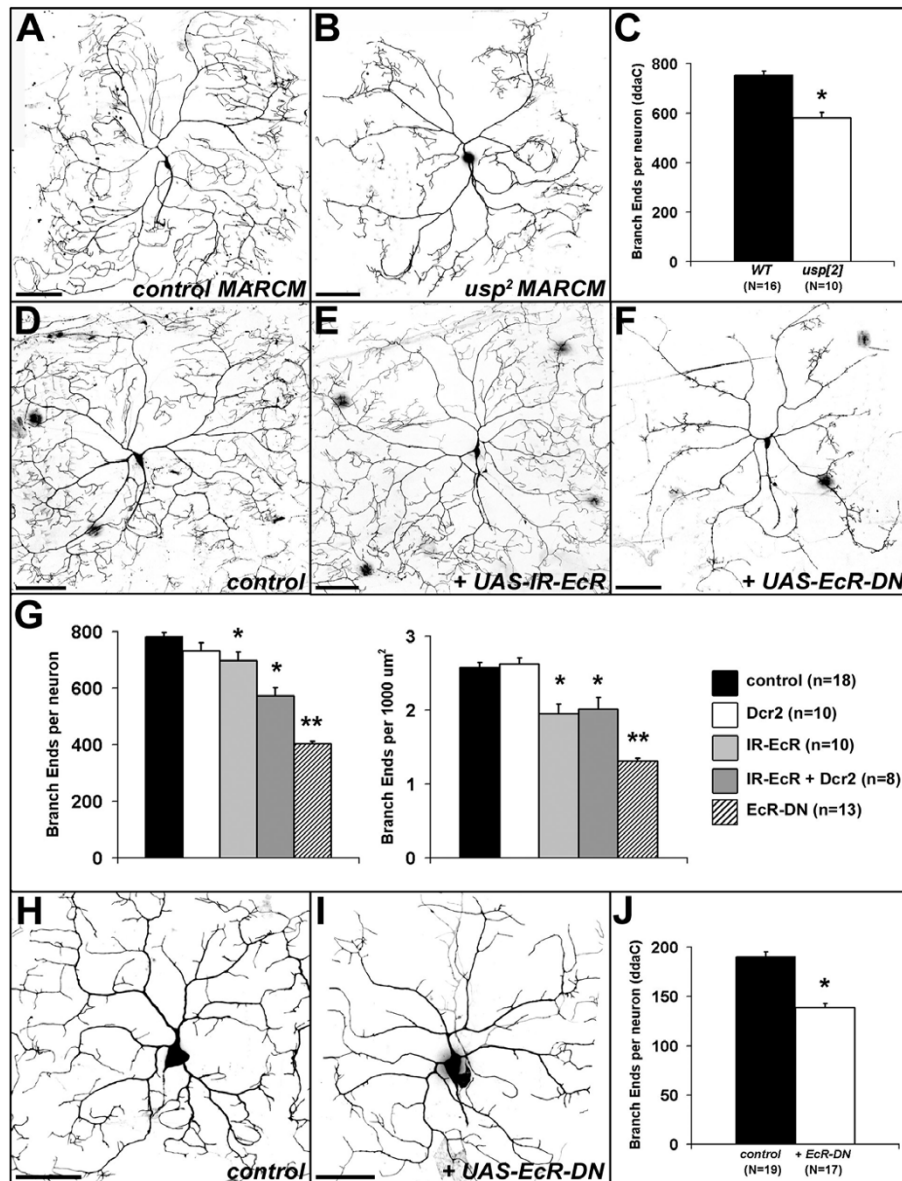 A
control MARCM
B
usp² MARCM
C
Branch Ends per neuron (ddaC)
800
600
400
200
0
*
WT
(N=16)
usp[2]
(N=10)
D
control
E
+ UAS-IR-EcR
F
+ UAS-EcR-DN
G
Branch Ends per neuron
800
600
400
200
0
*
*
**
Branch Ends per 1000 um²
3
2
1
0
*
*
**
control (n=18)
Dcr2 (n=10)
IR-EcR (n=10)
IR-EcR + Dcr2 (n=8)
EcR-DN (n=13)
H
control
I
+ UAS-EcR-DN
J
Branch Ends per neuron (ddaC)
200
150
100
50
0
*
control
(N=19)
+ EcR-DN
(N=17)